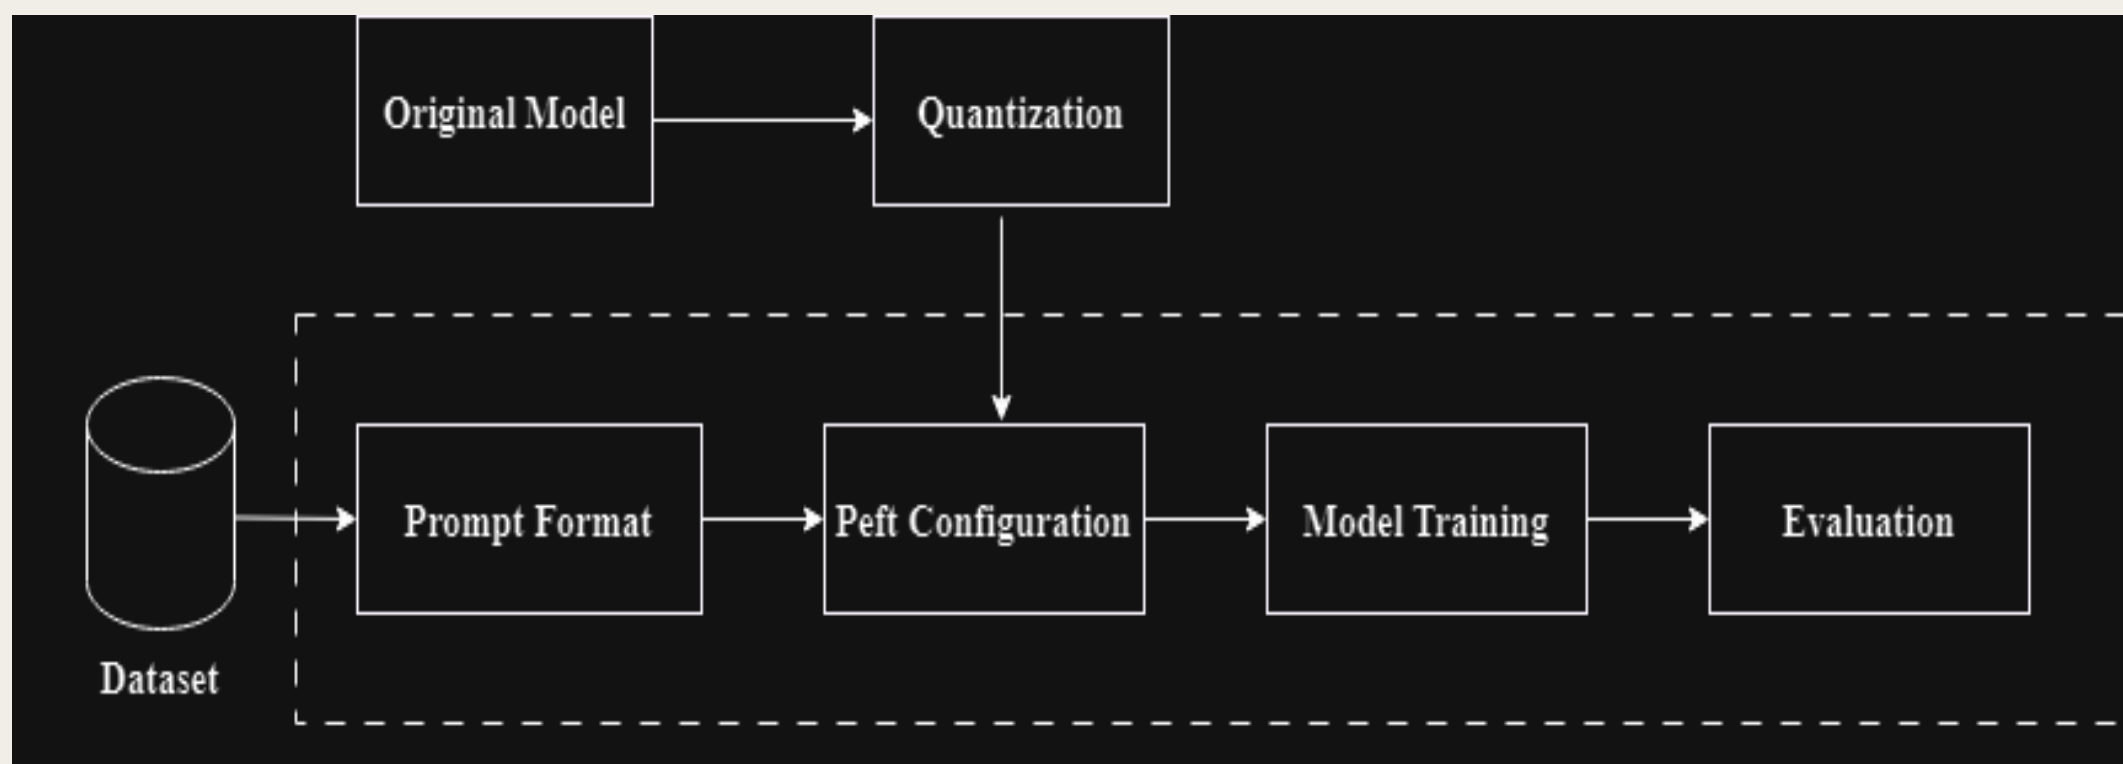 Original Model
Quantization
Prompt Format
Peft Configuration
Model Training
Evaluation
Dataset